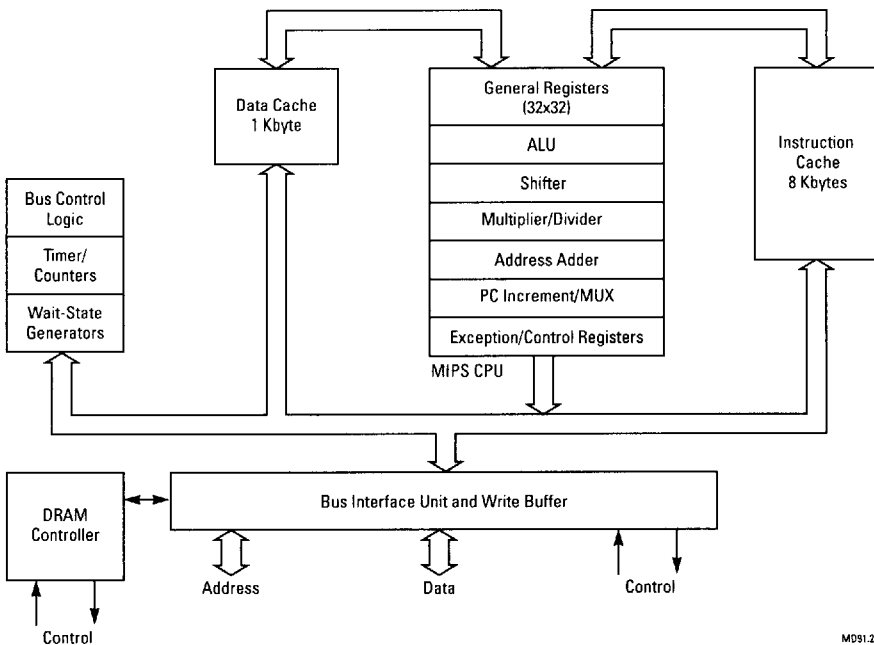 Data Cache
1 Kbyte
General Registers
(32x32)
ALU
Shifter
Multiplier/Divider
Address Adder
PC Increment/MUX
Exception/Control Registers
MIPS CPU
Instruction
Cache
8 Kbytes
Bus Control
Logic
Timer/
Counters
Wait-State
Generators
DRAM
Controller
Bus Interface Unit and Write Buffer
Address
Data
Control
Control
MD91.2